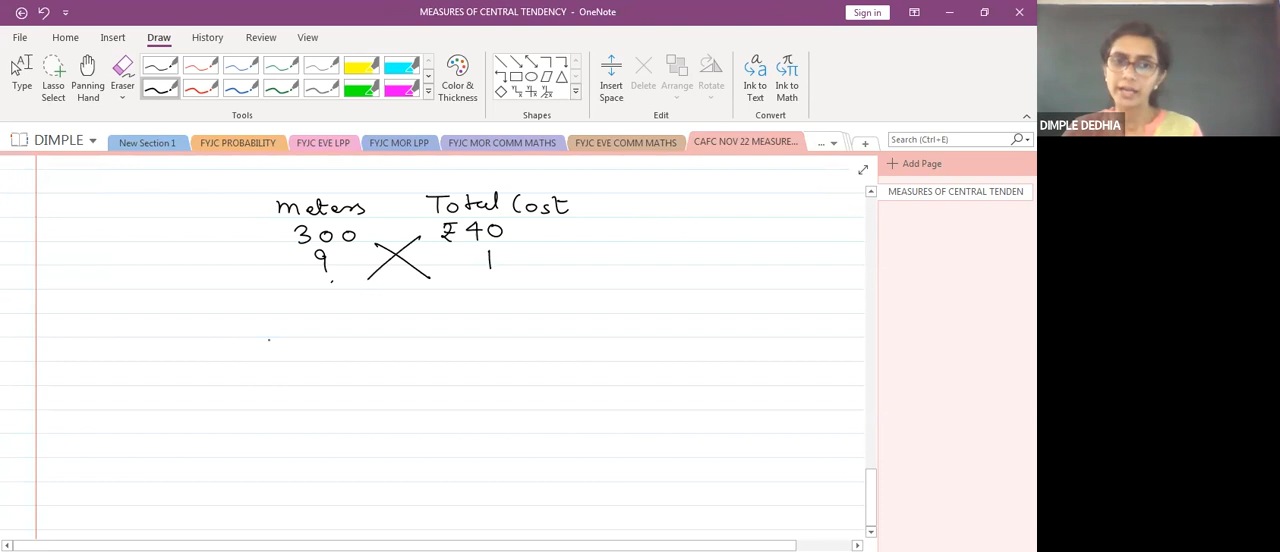 MEASURES OF CENTRAL TENDENCY - OneNote
Sign in
File Home Insert Draw History Review View
Type
Lasso Select
Panning Hand
Eraser
Color & Thickness
Insert Space
Delete
Arrange
Rotate
Ink to Text
Ink to Math
Tools
Shapes
Edit
Convert
DIMPLE
New Section 1
FYJC PROBABILITY
FYJC EVE LPP
FYJC MOR LPP
FYJC MOR COMM MATHS
FYJC EVE COMM MATHS
CAFC NOV 22 MEASURE...
...
Search (Ctrl+E)
Add Page
MEASURES OF CENTRAL TENDEN
DIMPLE DEDHIA
meters Total Cost
300 ₹40
? 1